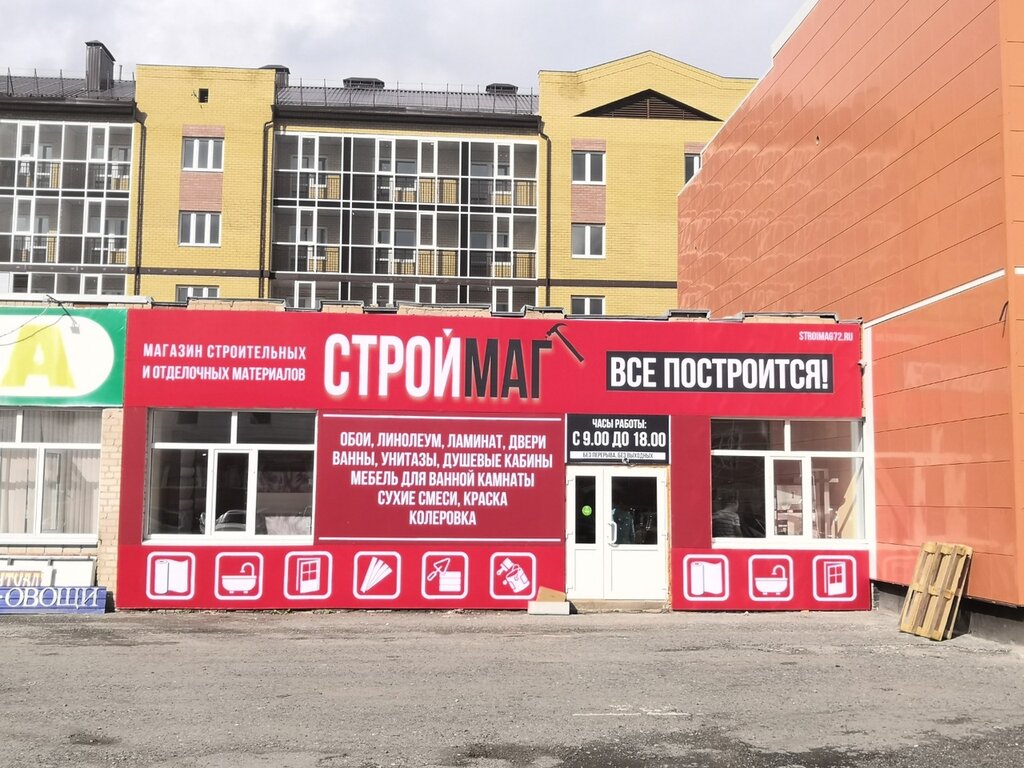 А
МАГАЗИН СТРОИТЕЛЬНЫХ
И ОТДЕЛОЧНЫХ МАТЕРИАЛОВ
СТРОЙМАГ
ВСЕ ПОСТРОИТСЯ!
STROIMAG72.RU
ОБОИ, ЛИНОЛЕУМ, ЛАМИНАТ, ДВЕРИ
ВАННЫ, УНИТАЗЫ, ДУШЕВЫЕ КАБИНЫ
МЕБЕЛЬ ДЛЯ ВАННОЙ КАМНАТЫ
СУХИЕ СМЕСИ, КРАСКА
КОЛЕРОВКА
ЧАСЫ РАБОТЫ:
С 9.00 ДО 18.00
БЕЗ ПЕРЕРЫВА, БЕЗ ВЫХОДНЫХ
-ОВОЩИ